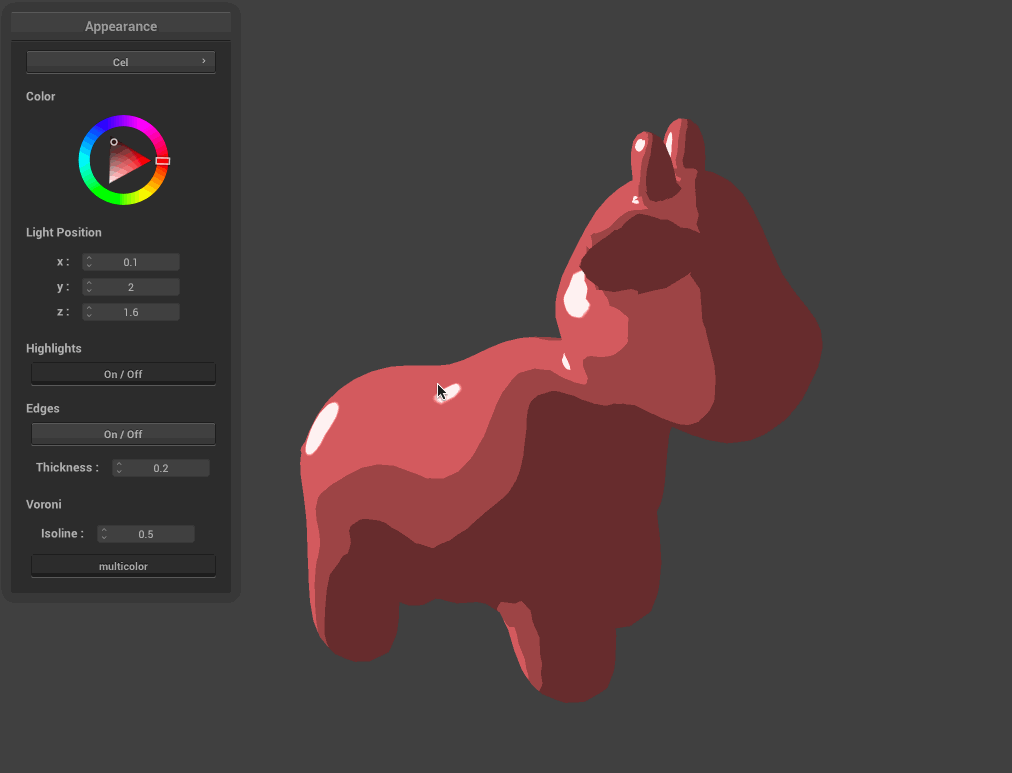 Appearance
Cel ›
Color
Light Position
x : 0.1
y : 2
z : 1.6
Highlights
On / Off
Edges
On / Off
Thickness : 0.2
Voroni
Isoline : 0.5
multicolor